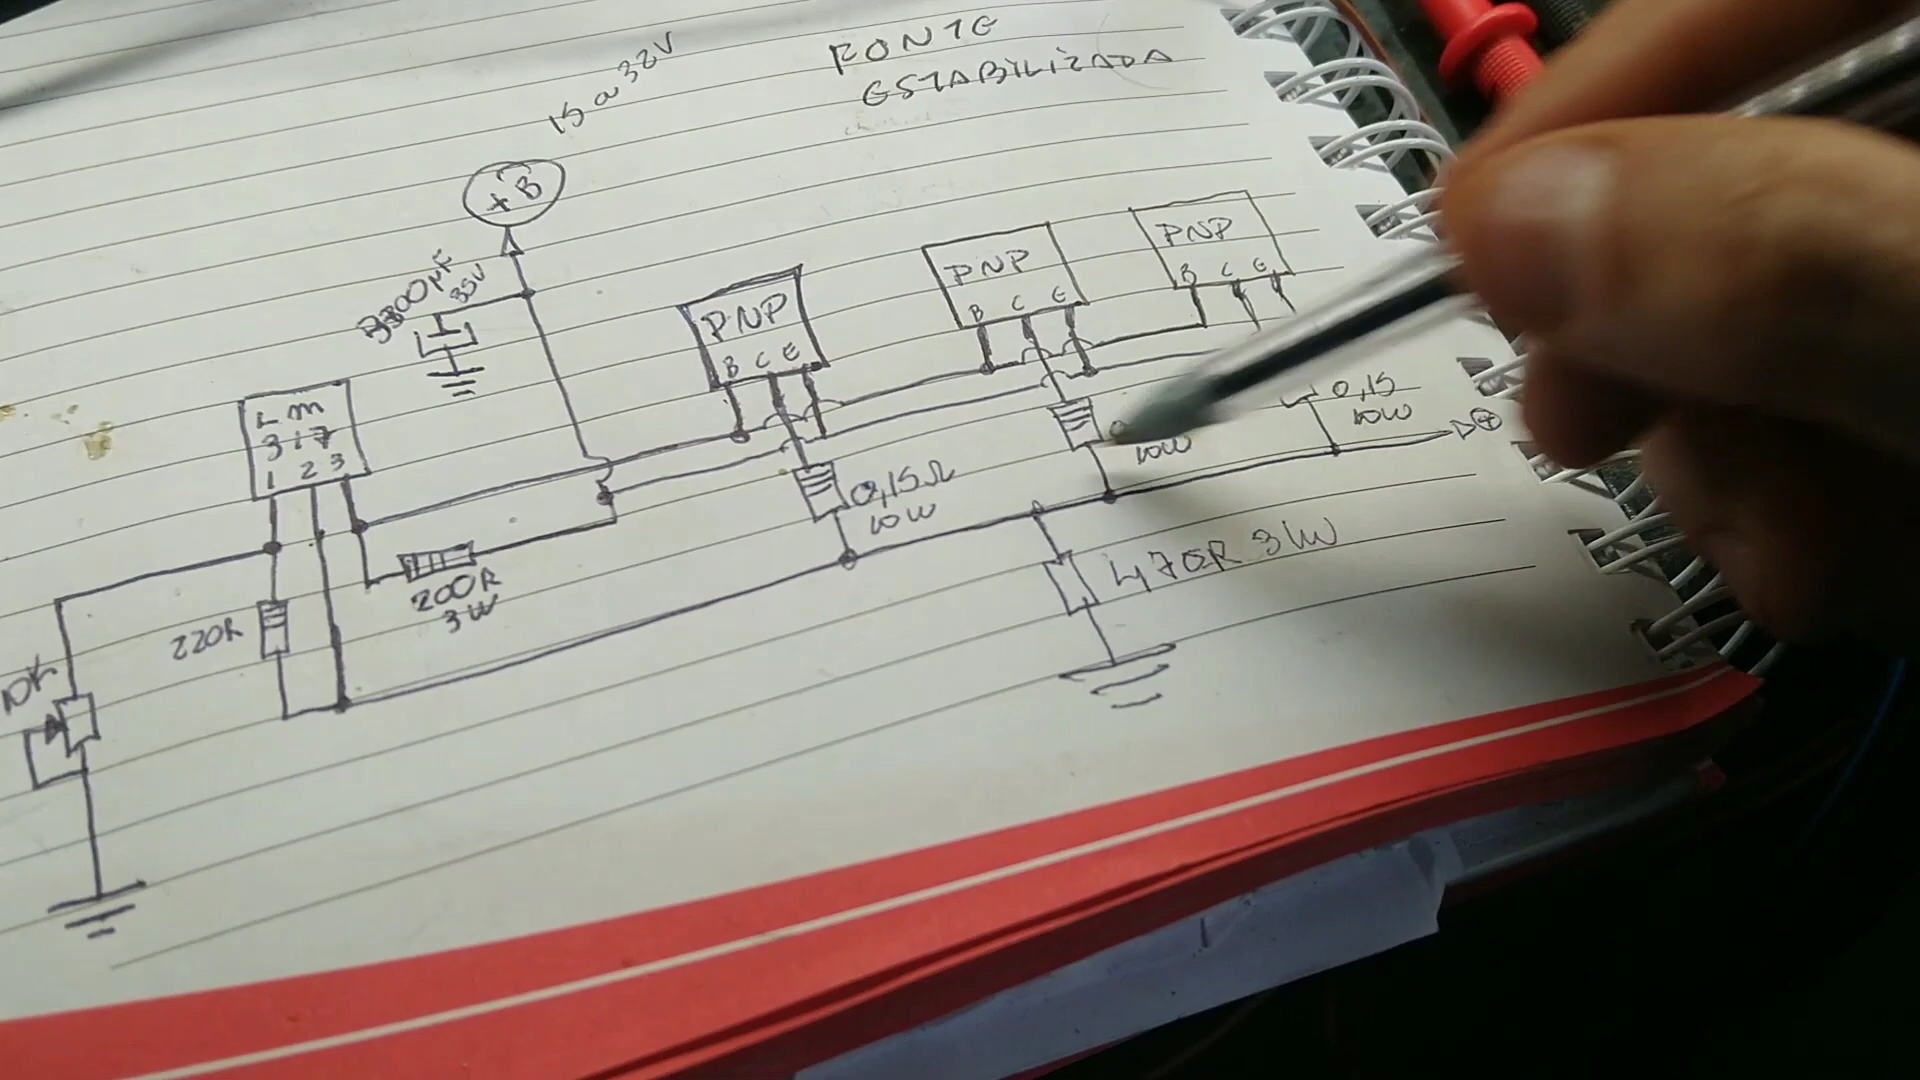 FONTE
ESTABILIZADA
15 a 32V
+B
3300µF
35V
PNP
B C E
PNP
B C E
PNP
B C E
LM
317
1 2 3
0,15Ω
10W
10W
0,15
10W
+
200R
3W
220R
10K
470R 3W